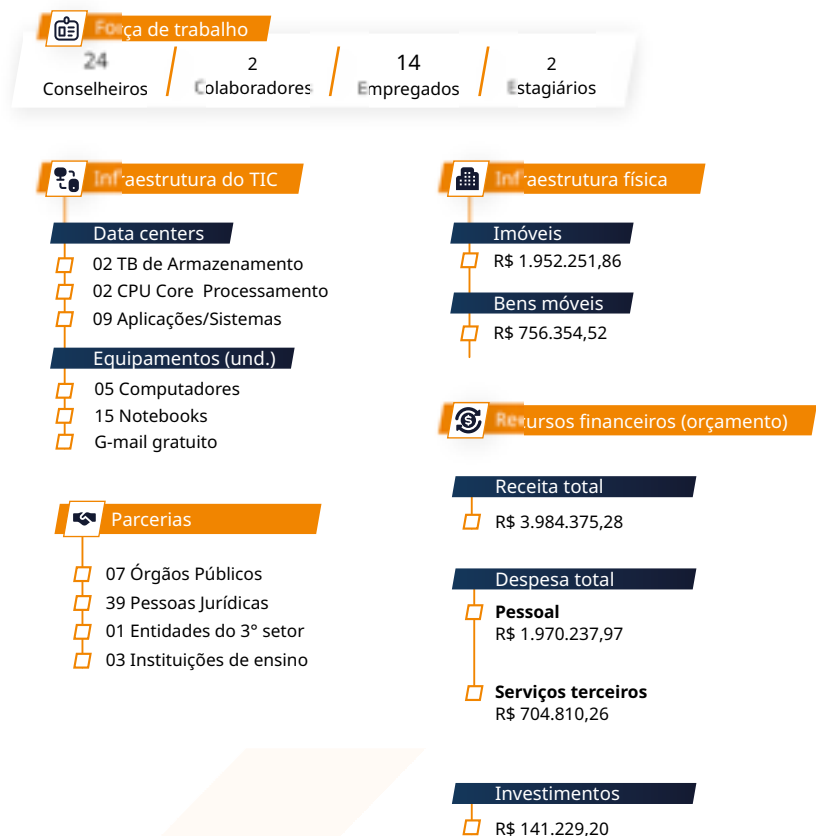 Força de trabalho
24
Conselheiros
2
Colaboradores
14
Empregados
2
Estagiários
Infraestrutura do TIC
Data centers
02 TB de Armazenamento
02 CPU Core  Processamento
09 Aplicações/Sistemas
Equipamentos (und.)
05 Computadores
15 Notebooks
G-mail gratuito
Parcerias
07 Órgãos Públicos
39 Pessoas Jurídicas
01 Entidades do 3° setor
03 Instituições de ensino
Infraestrutura física
Imóveis
R$ 1.952.251,86
Bens móveis
R$ 756.354,52
Recursos financeiros (orçamento)
Receita total
R$ 3.984.375,28
Despesa total
Pessoal
R$ 1.970.237,97
Serviços terceiros
R$ 704.810,26
Investimentos
R$ 141.229,20